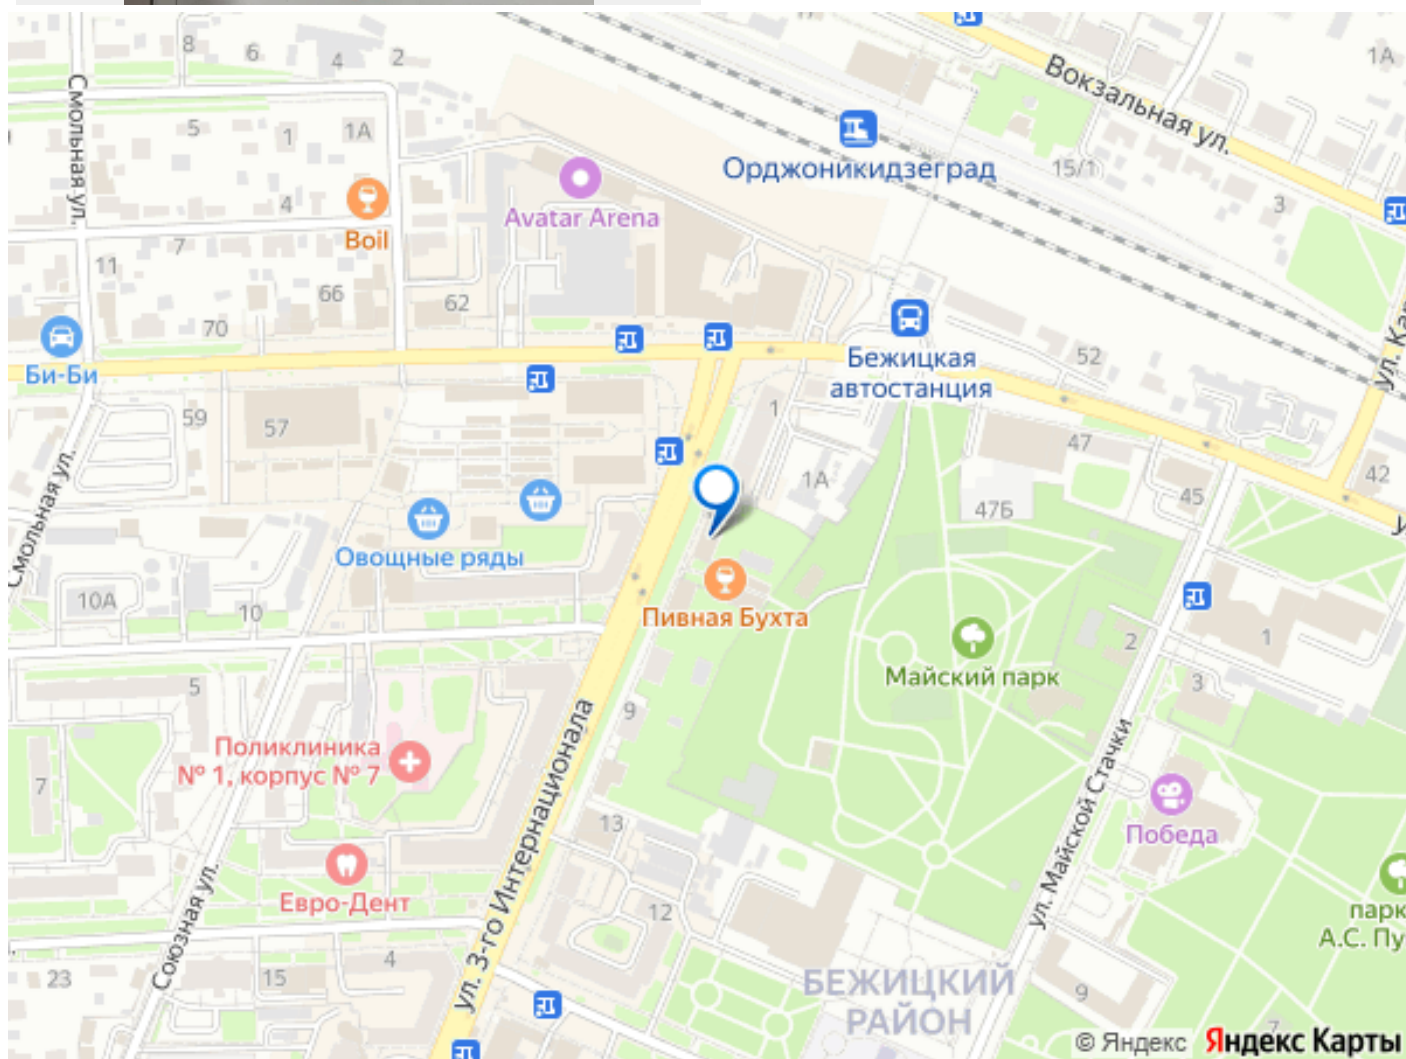 8
6
4
2
1А
Вокзальная ул.
Смольная ул.
5
1
1А
Орджоникидзеград
15/1
4
Boil
Avatar Arena
3
7
11
66
62
70
Би-Би
Бежицкая
автостанция
52
ул.
59
57
1
47
42
1А
45
47Б
Смольная ул.
Овощные ряды
10А
10
Пивная Бухта
2
1
Майский парк
5
3
9
Поликлиника
№ 1, корпус № 7
7
ул. 3-го Интернационала
ул. Майской Стачки
Победа
13
Евро-Дент
12
парк
А.С. Пу
Союзная ул.
4
23
15
БЕЖИЦКИЙ
РАЙОН
9
© Яндекс Яндекс Карты